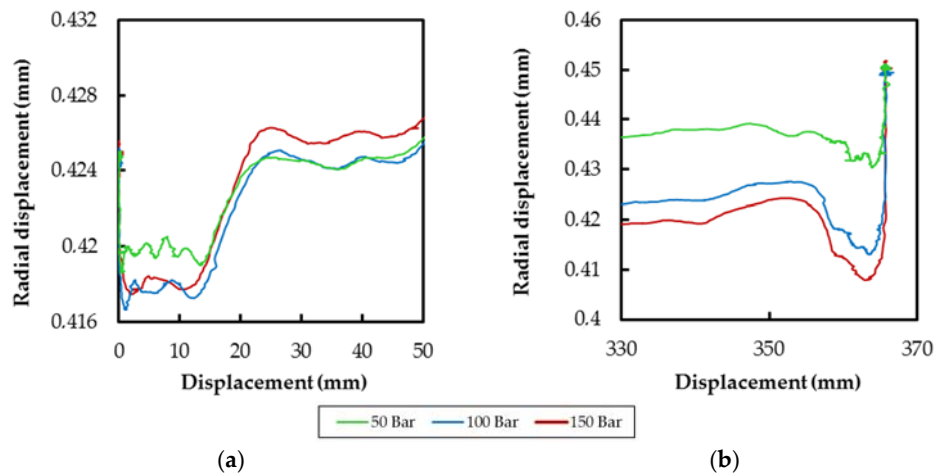 0.432
0.428
0.424
0.42
0.416
Radial displacement (mm)
0 10 20 30 40 50
Displacement (mm)
0.46
0.45
0.44
0.43
0.42
0.41
0.4
Radial displacement (mm)
330 350 370
Displacement (mm)
50 Bar 100 Bar 150 Bar
(a) (b)